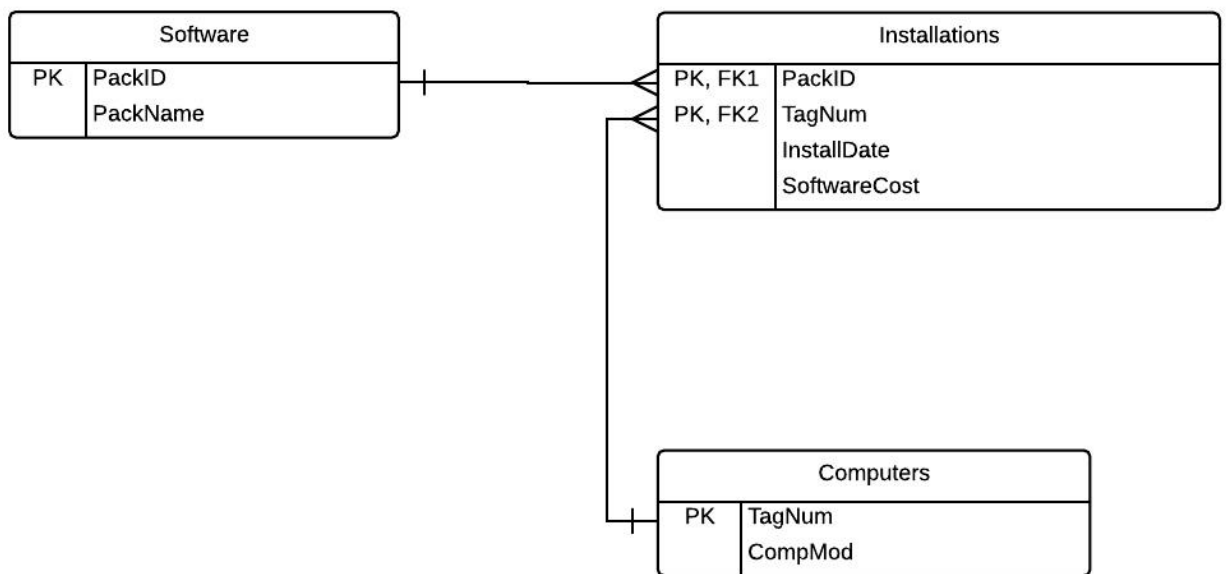 Software
PK PackID
PackName
Installations
PK, FK1 PackID
PK, FK2 TagNum
InstallDate
SoftwareCost
Computers
PK TagNum
CompMod